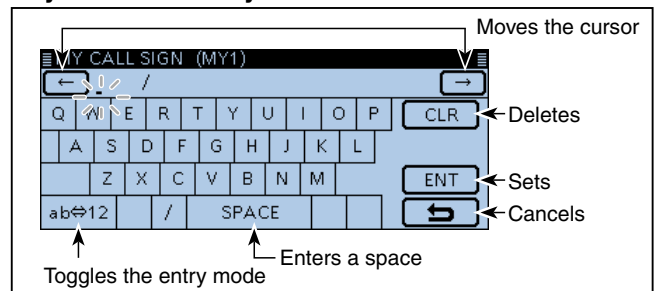 Moves the cursor
MY CALL SIGN (MY1)
← / →
Q W E R T Y U I O P CLR Deletes
A S D F G H J K L
Z X C V B N M ENT Sets
ab⇔12 / SPACE Cancels
Enters a space
Toggles the entry mode